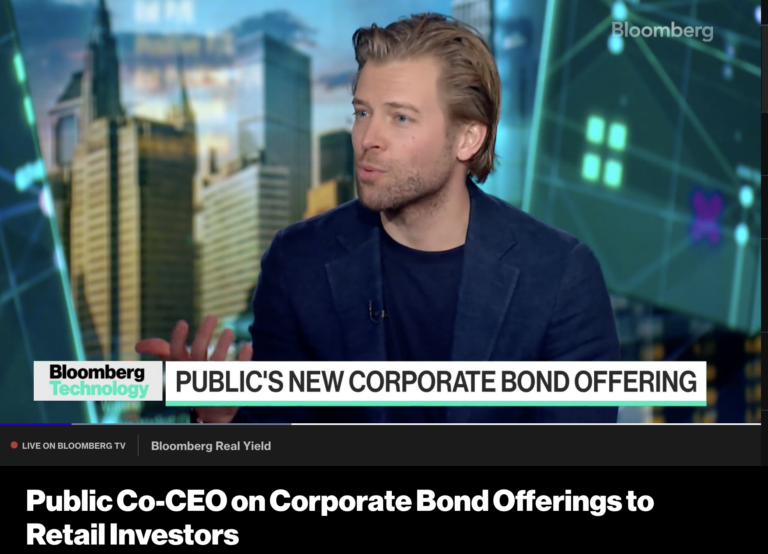 Bloomberg
Bloomberg
Technology
PUBLIC'S NEW CORPORATE BOND OFFERING
LIVE ON BLOOMBERG TV
Bloomberg Real Yield
Public Co-CEO on Corporate Bond Offerings to
Retail Investors